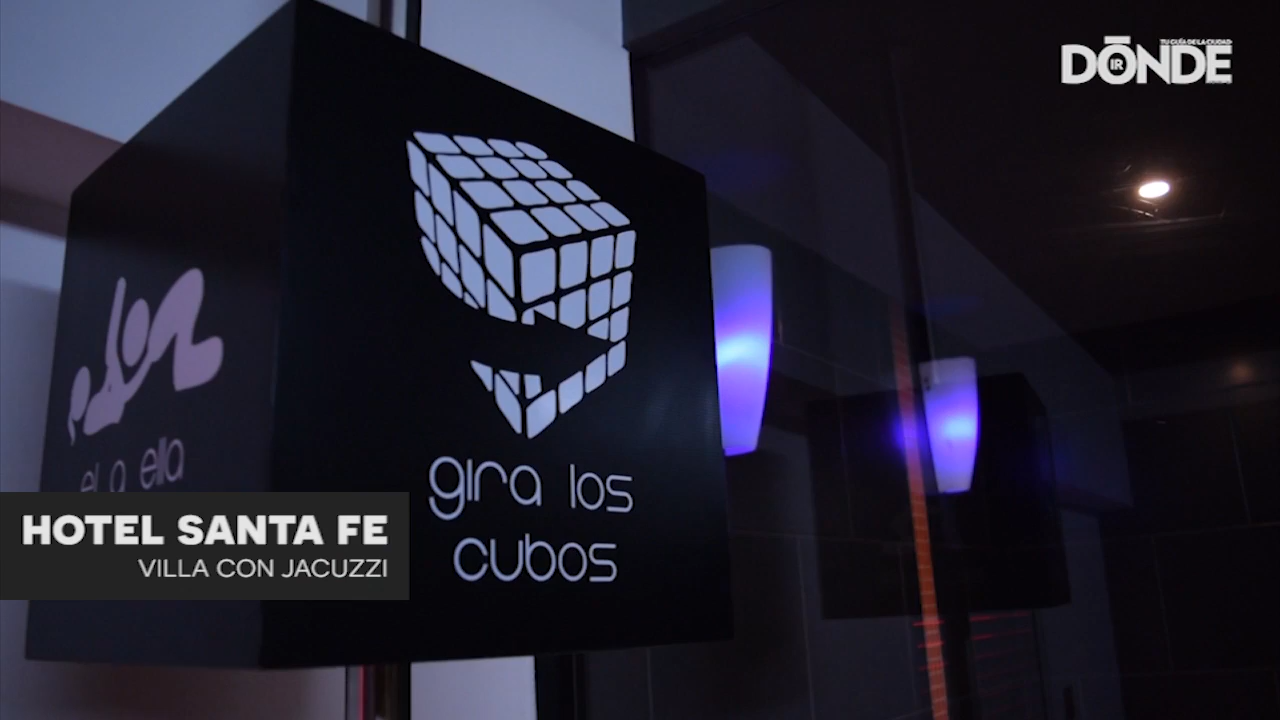 TU GUÍA DE LA CIUDAD
DŌNDE
IR
gira los
cubos
el a ella
HOTEL SANTA FE
VILLA CON JACUZZI